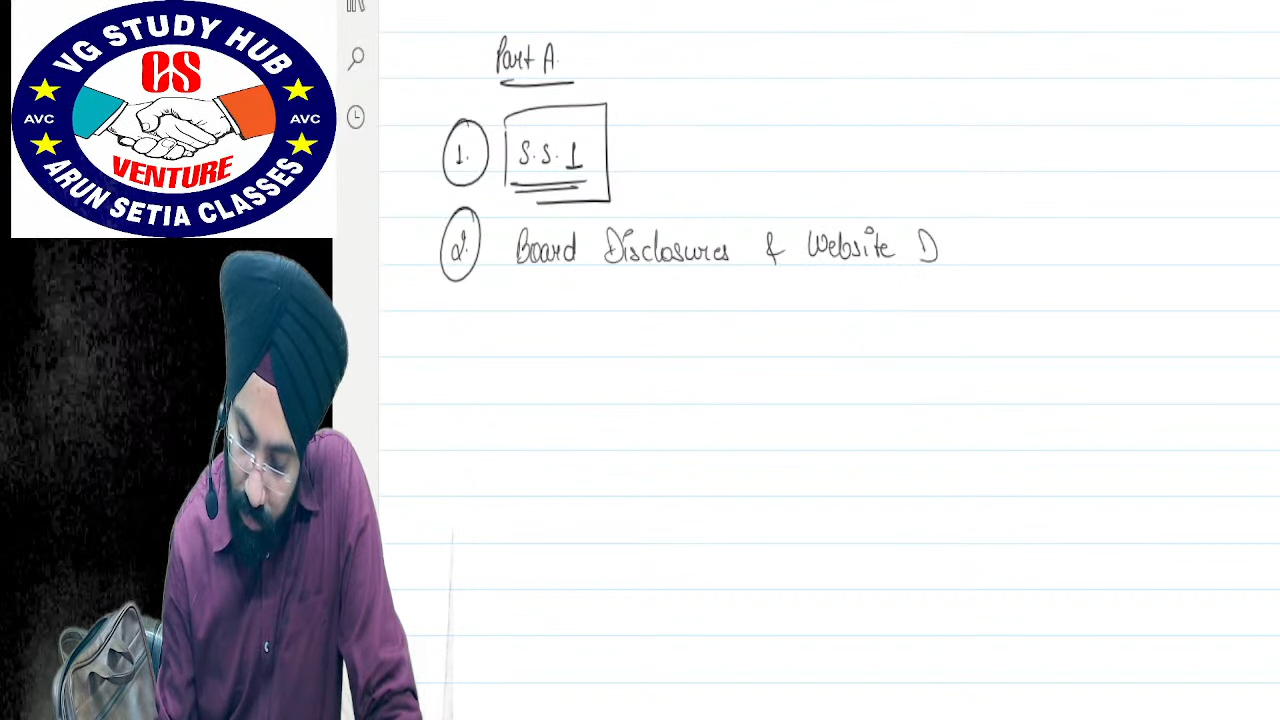 VG STUDY HUB
CS
AVC
AVC
VENTURE
ARUN SETIA CLASSES
Part A.
1. S.S. 1
2. Board Disclosures & Website D